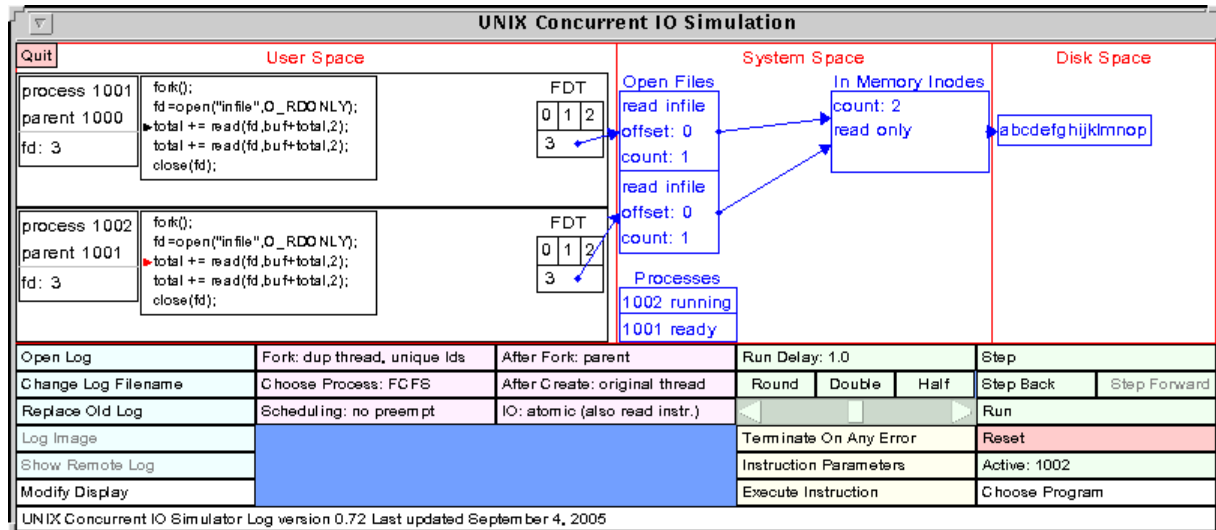 UNIX Concurrent IO Simulation
Quit
User Space
System Space
Disk Space
process 1001
parent 1000
fd: 3
fork();
fd=open("infile",O_RDONLY);
total += read(fd,buf+total,2);
total += read(fd,buf+total,2);
close(fd);
FDT
0 1 2
3
Open Files
read infile
offset: 0
count: 1
read infile
offset: 0
count: 1
In Memory Inodes
count: 2
read only
abcdefghijklmnop
process 1002
parent 1001
fd: 3
fork();
fd=open("infile",O_RDONLY);
total += read(fd,buf+total,2);
total += read(fd,buf+total,2);
close(fd);
FDT
0 1 2
3
Processes
1002 running
1001 ready
Open Log
Fork: dup thread, unique Ids
After Fork: parent
Run Delay: 1.0
Step
Change Log Filename
Choose Process: FCFS
After Create: original thread
Round
Double
Half
Step Back
Step Forward
Replace Old Log
Scheduling: no preempt
IO: atomic (also read instr.)
Run
Log Image
Terminate On Any Error
Reset
Show Remote Log
Instruction Parameters
Active: 1002
Modify Display
Execute Instruction
Choose Program
UNIX Concurrent IO Simulator Log version 0.72 Last updated September 4, 2005